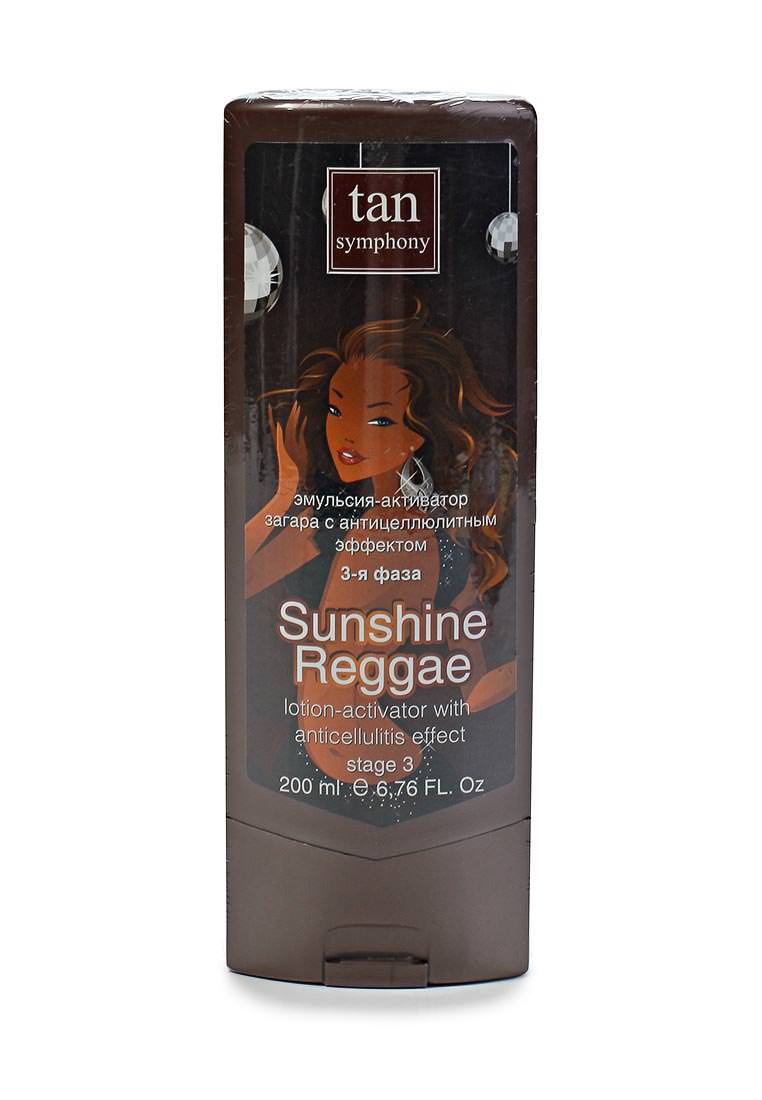 tan
symphony
эмульсия-активатор
загара с антицеллюлитным
эффектом
3-я фаза
Sunshine
Reggae
lotion-activator with
anticellulitis effect
stage 3
200 ml ℮ 6,76 FL. Oz